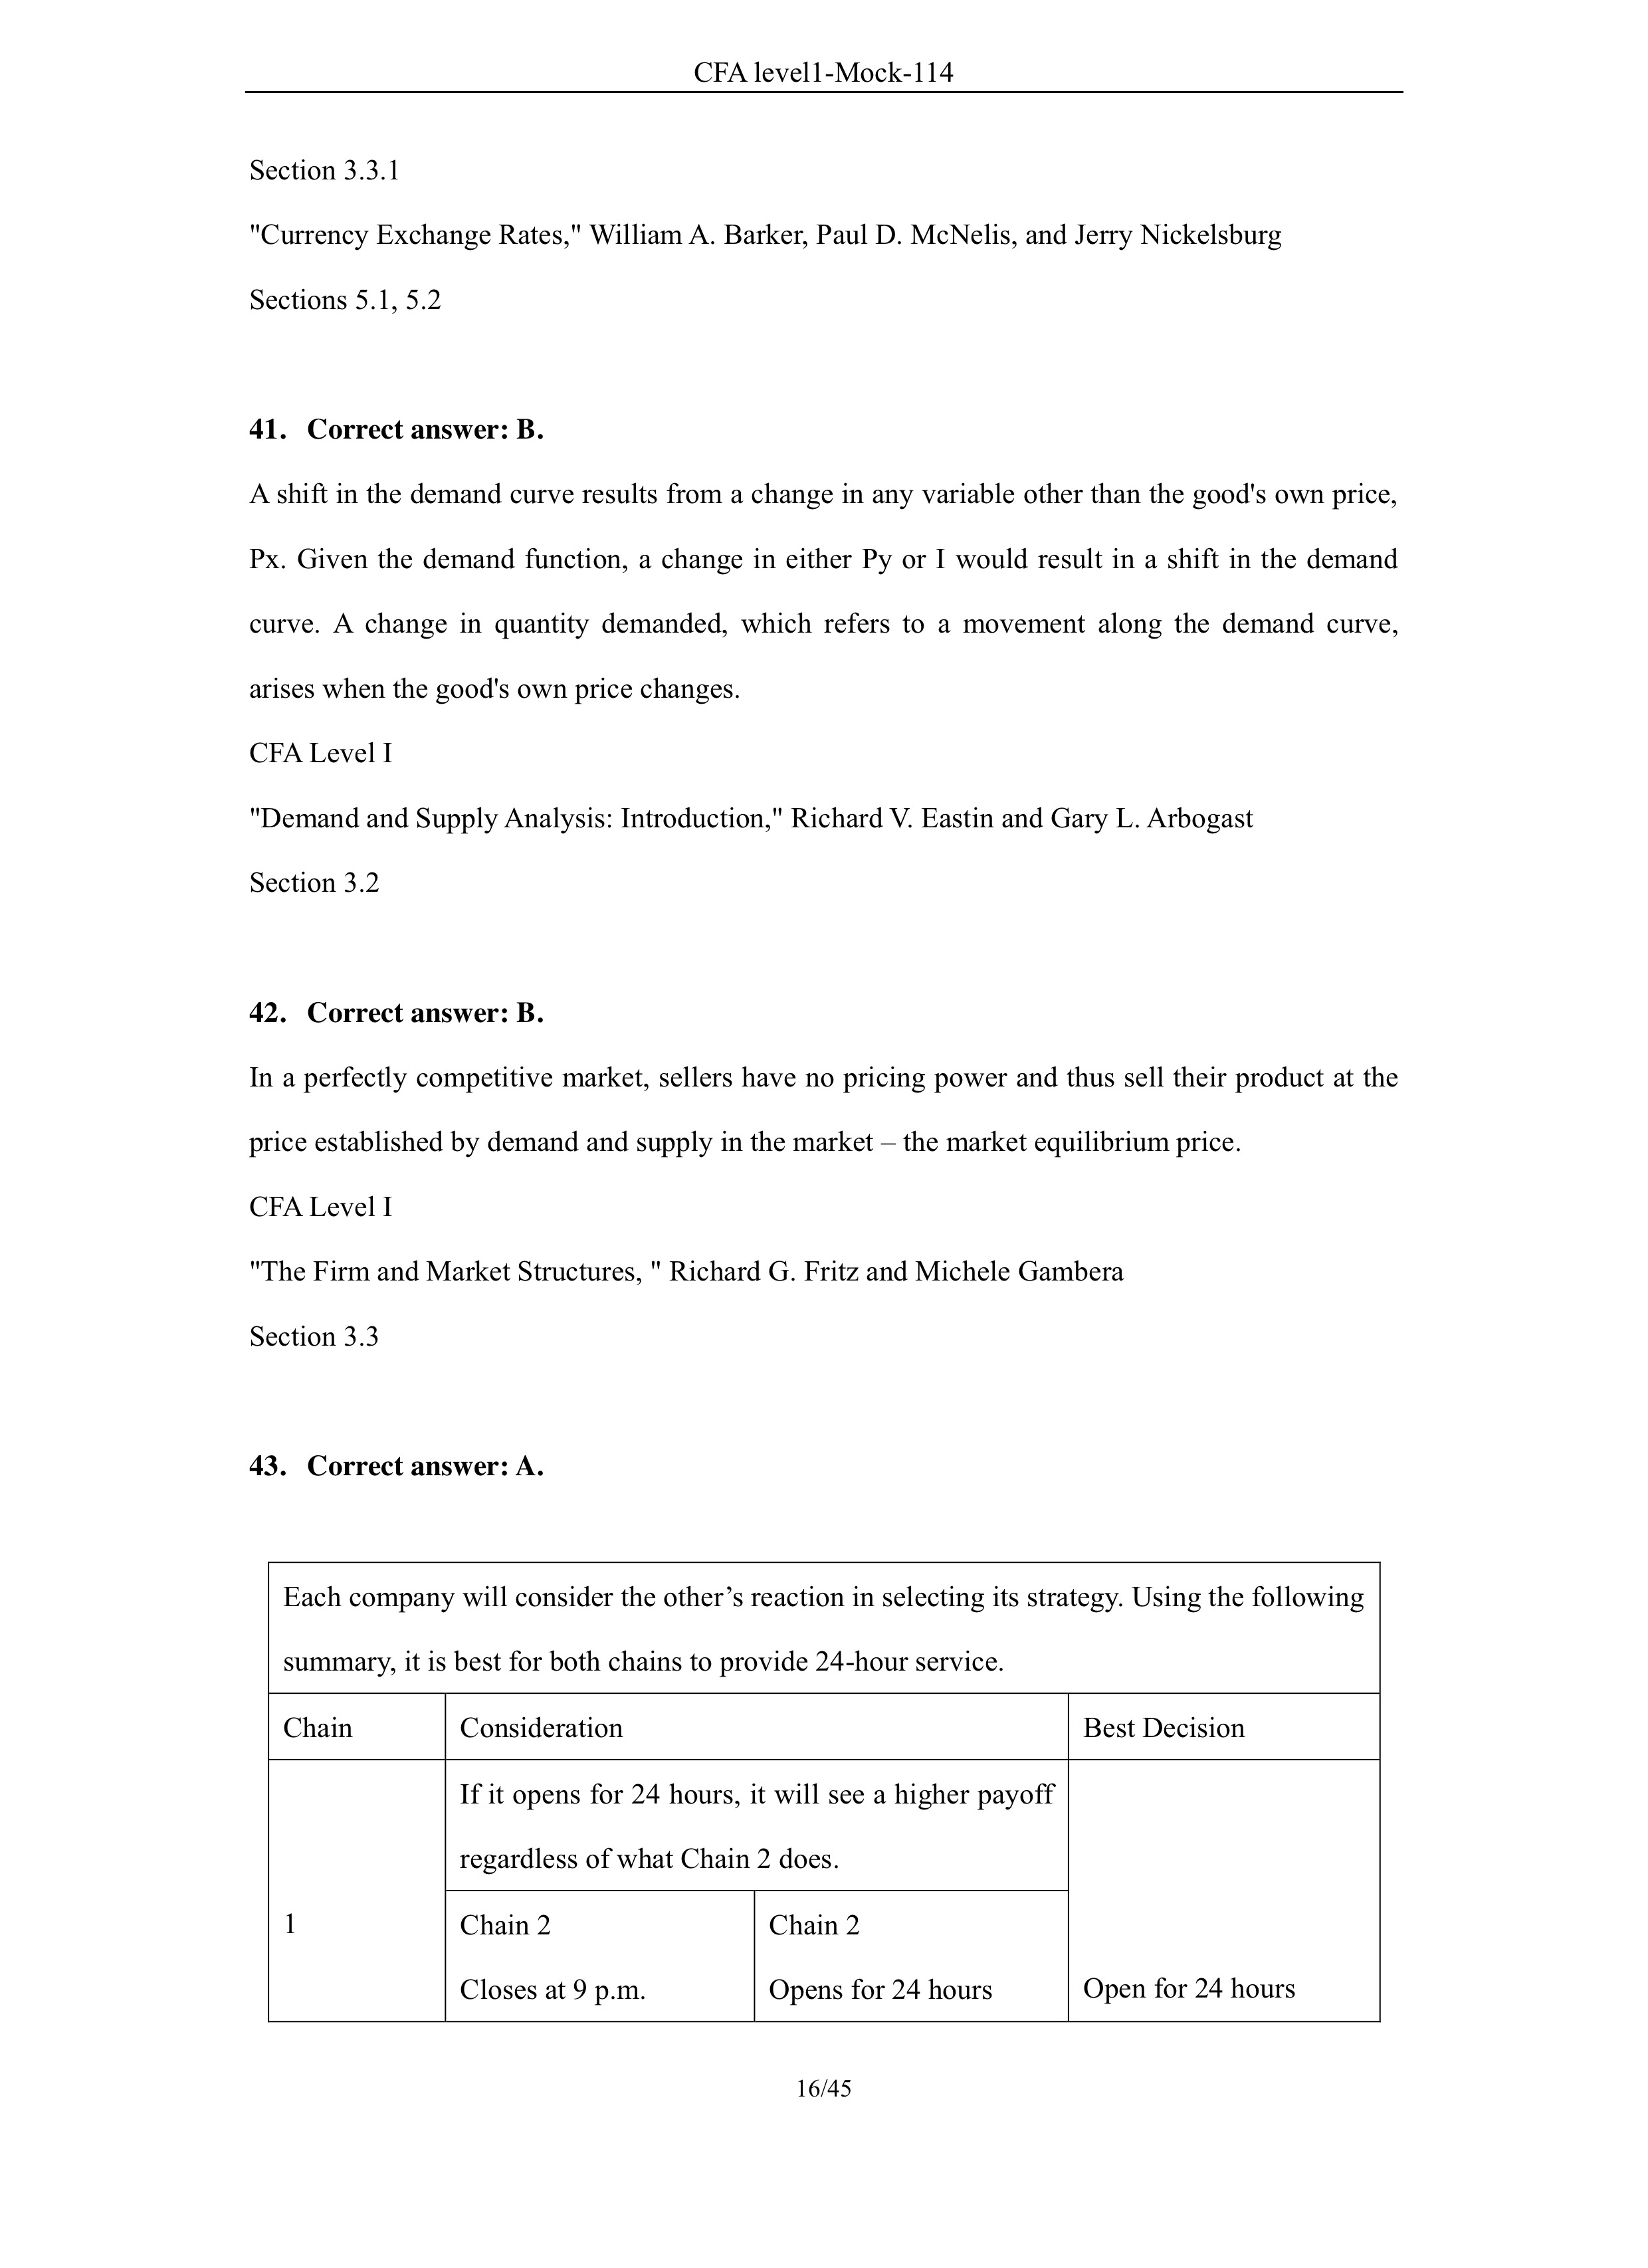 CFA level1-Mock-114
Section 3.3.1
"Currency Exchange Rates," William A. Barker, Paul D. McNelis, and Jerry Nickelsburg
Sections 5.1, 5.2
41. Correct answer: B.
A shift in the demand curve results from a change in any variable other than the good's own price,
Px. Given the demand function, a change in either Py or I would result in a shift in the demand
curve. A change in quantity demanded, which refers to a movement along the demand curve,
arises when the good's own price changes.
CFA Level I
"Demand and Supply Analysis: Introduction," Richard V. Eastin and Gary L. Arbogast
Section 3.2
42. Correct answer: B.
In a perfectly competitive market, sellers have no pricing power and thus sell their product at the
price established by demand and supply in the market – the market equilibrium price.
CFA Level I
"The Firm and Market Structures, " Richard G. Fritz and Michele Gambera
Section 3.3
43. Correct answer: A.
Each company will consider the other’s reaction in selecting its strategy. Using the following
summary, it is best for both chains to provide 24-hour service.
Chain Consideration Best Decision
If it opens for 24 hours, it will see a higher payoff
regardless of what Chain 2 does.
1 Chain 2 Chain 2
Closes at 9 p.m. Opens for 24 hours Open for 24 hours
16/45